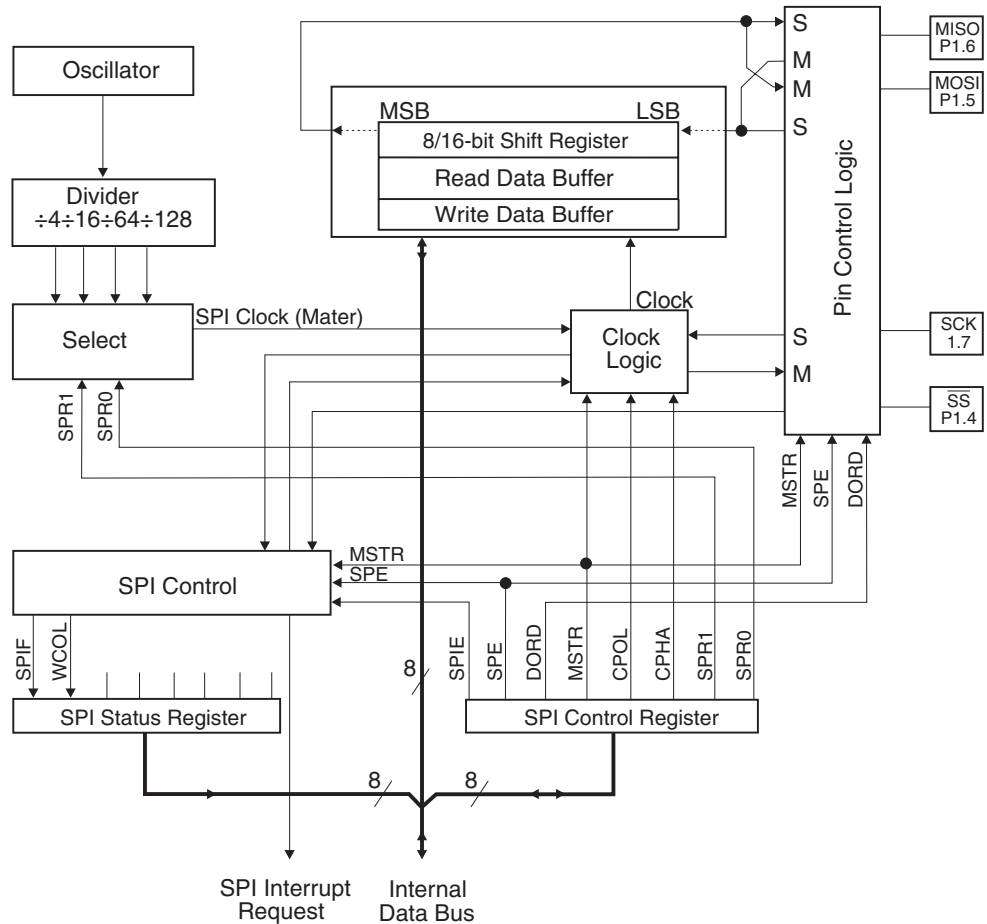 Oscillator
Divider
÷4÷16÷64÷128
Select
SPI Clock (Mater)
SPR1
SPR0
MSB
LSB
8/16-bit Shift Register
Read Data Buffer
Write Data Buffer
Clock
Clock
Logic
S
M
M
S
S
M
Pin Control Logic
MISO
P1.6
MOSI
P1.5
SCK
1.7
SS
P1.4
MSTR
SPE
DORD
SPI Control
MSTR
SPE
SPIF
WCOL
SPI Status Register
SPIE
SPE
DORD
MSTR
CPOL
CPHA
SPR1
SPR0
SPI Control Register
8
8
8
SPI Interrupt
Request
Internal
Data Bus